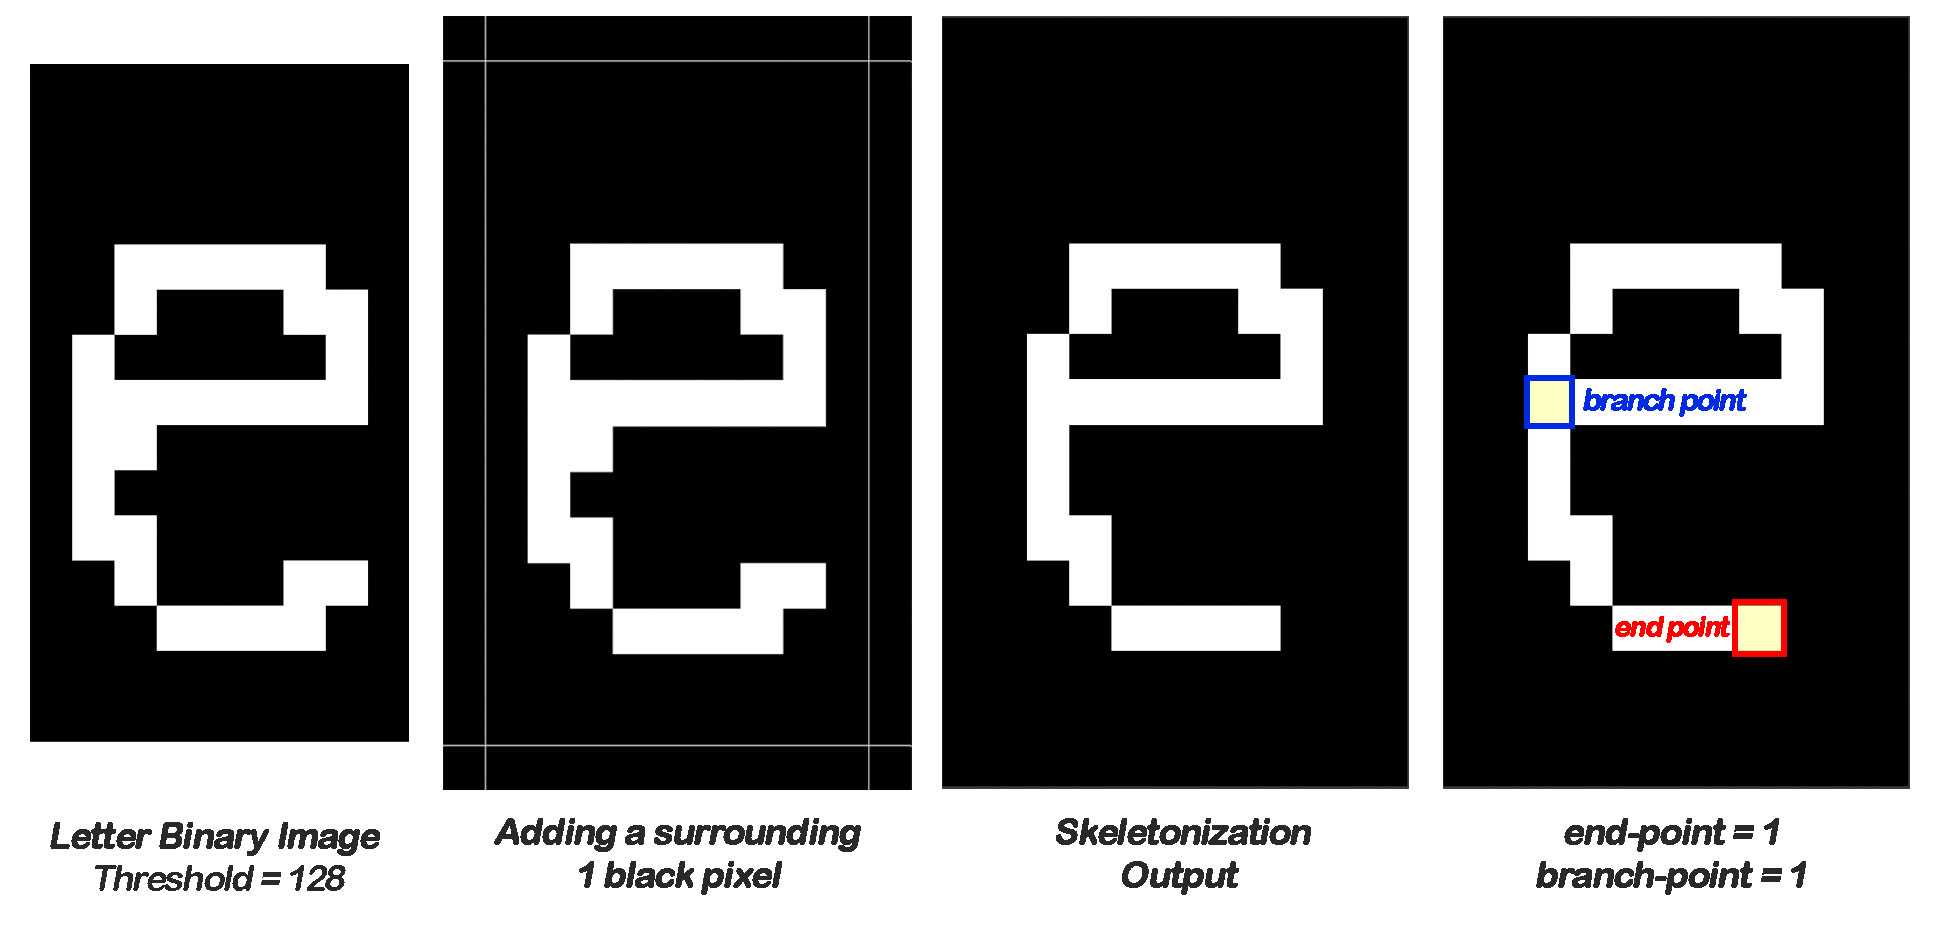 branch point
end point
Letter Binary Image
Threshold = 128
Adding a surrounding
1 black pixel
Skeletonization
Output
end-point = 1
branch-point = 1